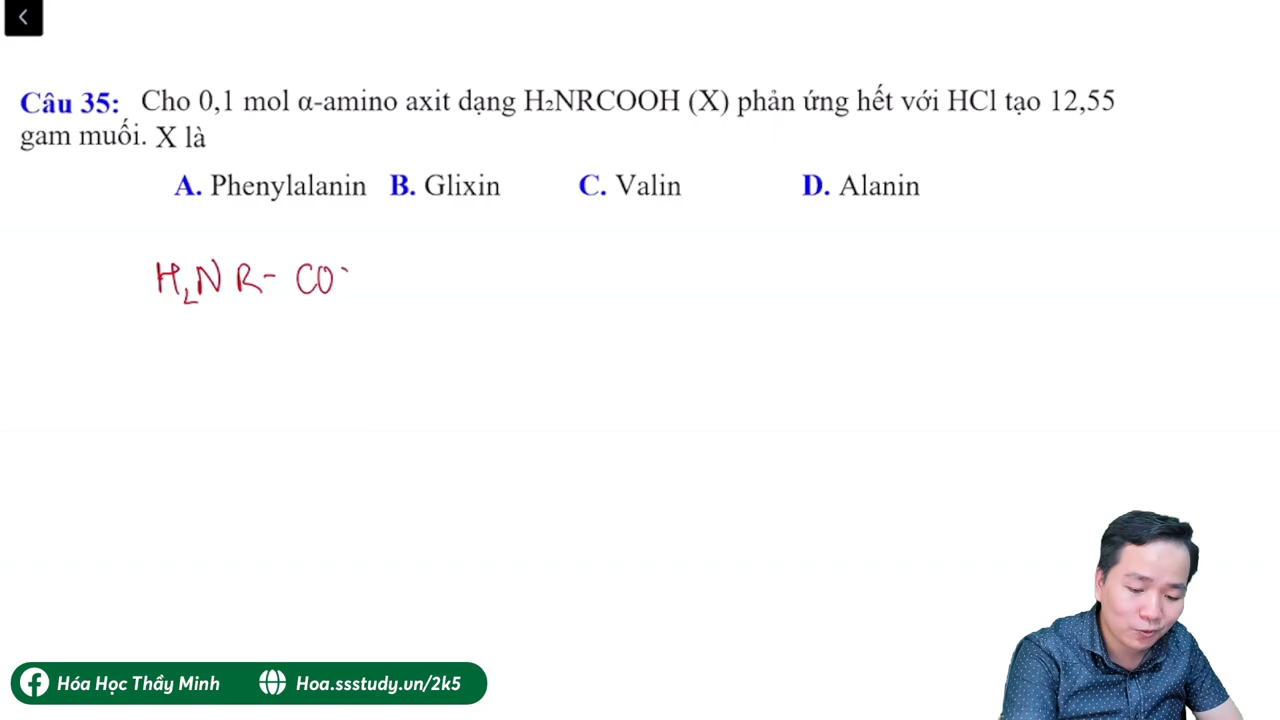 Câu 35: Cho 0,1 mol α-amino axit dạng H₂NRCOOH (X) phản ứng hết với HCl tạo 12,55
gam muối. X là
A. Phenylalanin B. Glixin C. Valin D. Alanin
H₂N R- CO
Hóa Học Thầy Minh Hoa.ssstudy.vn/2k5